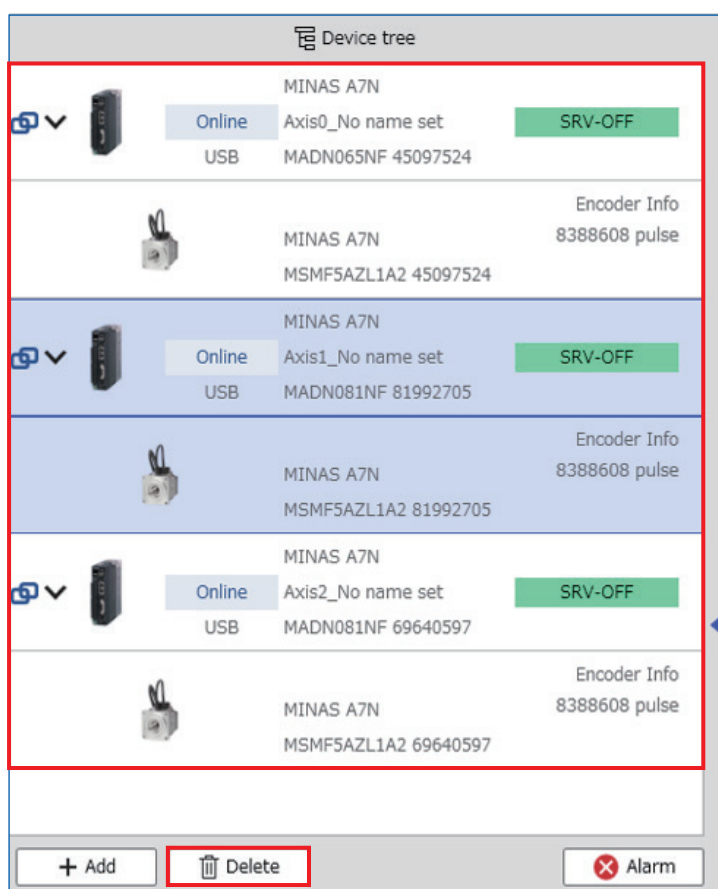 Device tree
MINAS A7N
Online Axis0_No name set SRV-OFF
USB MADN065NF 45097524
Encoder Info
MINAS A7N 8388608 pulse
MSMF5AZL1A2 45097524
MINAS A7N
Online Axis1_No name set SRV-OFF
USB MADN081NF 81992705
Encoder Info
MINAS A7N 8388608 pulse
MSMF5AZL1A2 81992705
MINAS A7N
Online Axis2_No name set SRV-OFF
USB MADN081NF 69640597
Encoder Info
MINAS A7N 8388608 pulse
MSMF5AZL1A2 69640597
+ Add Delete Alarm